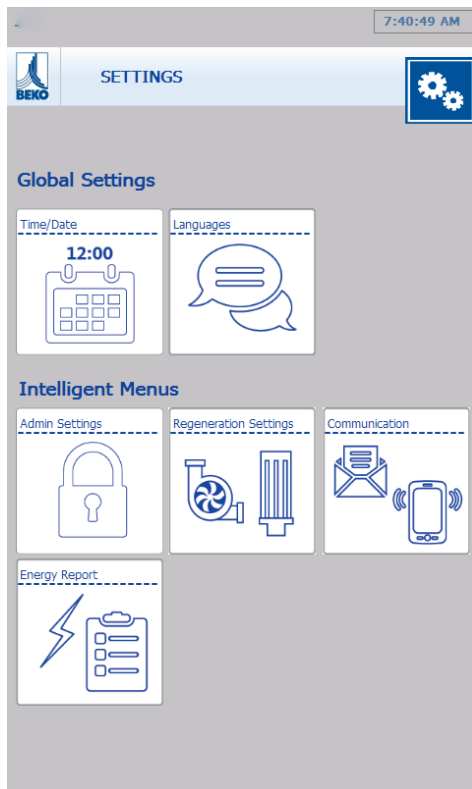 7:40:49 AM
BEKO
SETTINGS
Global Settings
Time/Date
Languages
12:00
Intelligent Menus
Admin Settings
Regeneration Settings
Communication
Energy Report